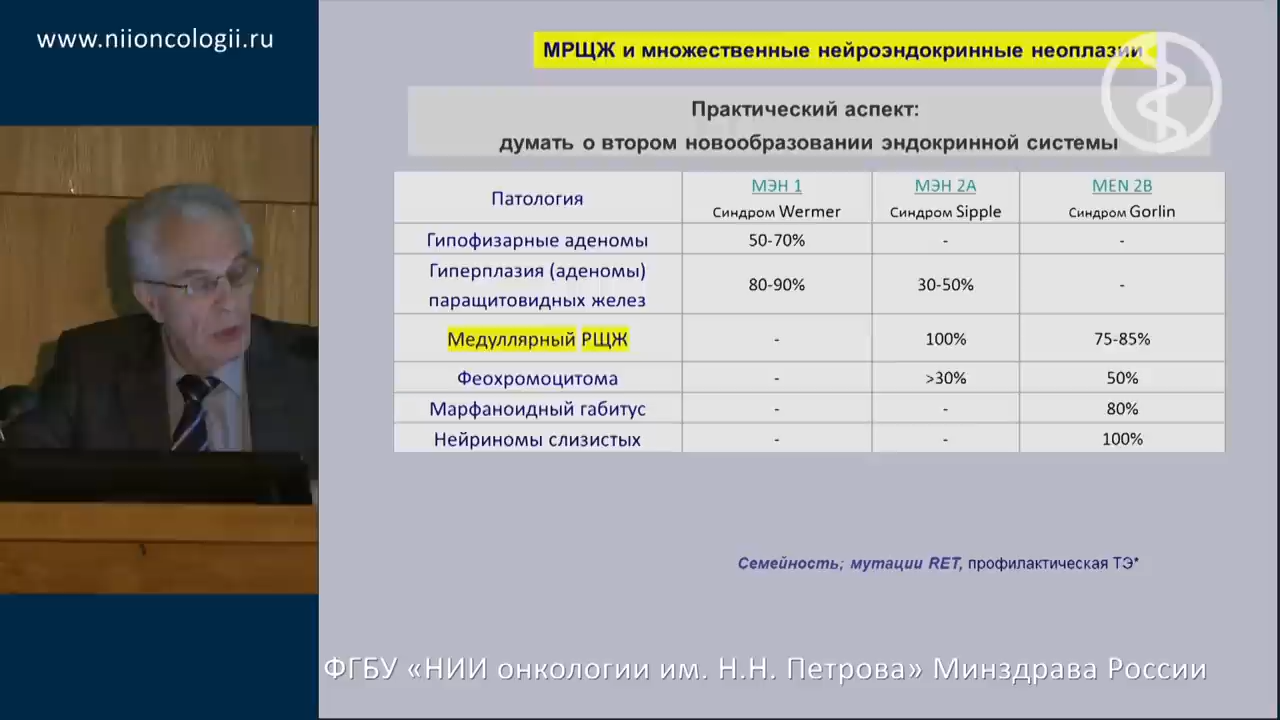 www.niioncologii.ru
МРЩЖ и множественные нейроэндокринные неоплазии
Практический аспект:
думать о втором новообразовании эндокринной системы
Патология
МЭН 1
Синдром Wermer
МЭН 2А
Синдром Sipple
MEN 2B
Синдром Gorlin
Гипофизарные аденомы
50-70%
-
-
Гиперплазия (аденомы)
паращитовидных желез
80-90%
30-50%
-
Медуллярный РЩЖ
-
100%
75-85%
Феохромоцитома
-
>30%
50%
Марфаноидный габитус
-
-
80%
Нейриномы слизистых
-
-
100%
Семейность; мутации RET, профилактическая ТЭ*
ФГБУ «НИИ онкологии им. Н.Н. Петрова» Минздрава России